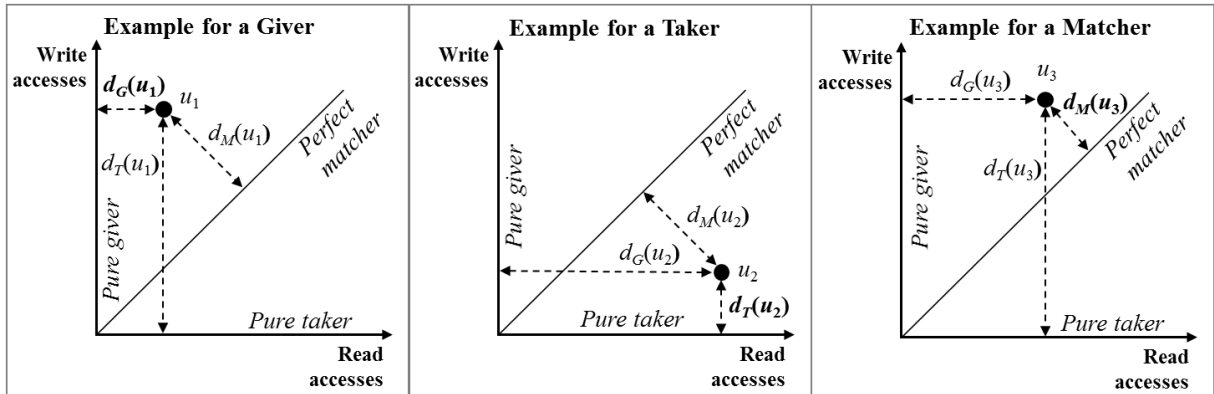 Example for a Giver
Write
accesses
d_G(u_1)
u_1
d_M(u_1)
d_T(u_1)
Perfect
matcher
Pure giver
Pure taker
Read
accesses
Example for a Taker
Write
accesses
Perfect
matcher
Pure giver
d_M(u_2)
d_G(u_2)
u_2
d_T(u_2)
Pure taker
Read
accesses
Example for a Matcher
Write
accesses
d_G(u_3)
u_3
d_M(u_3)
d_T(u_3)
Perfect
matcher
Pure giver
Pure taker
Read
accesses